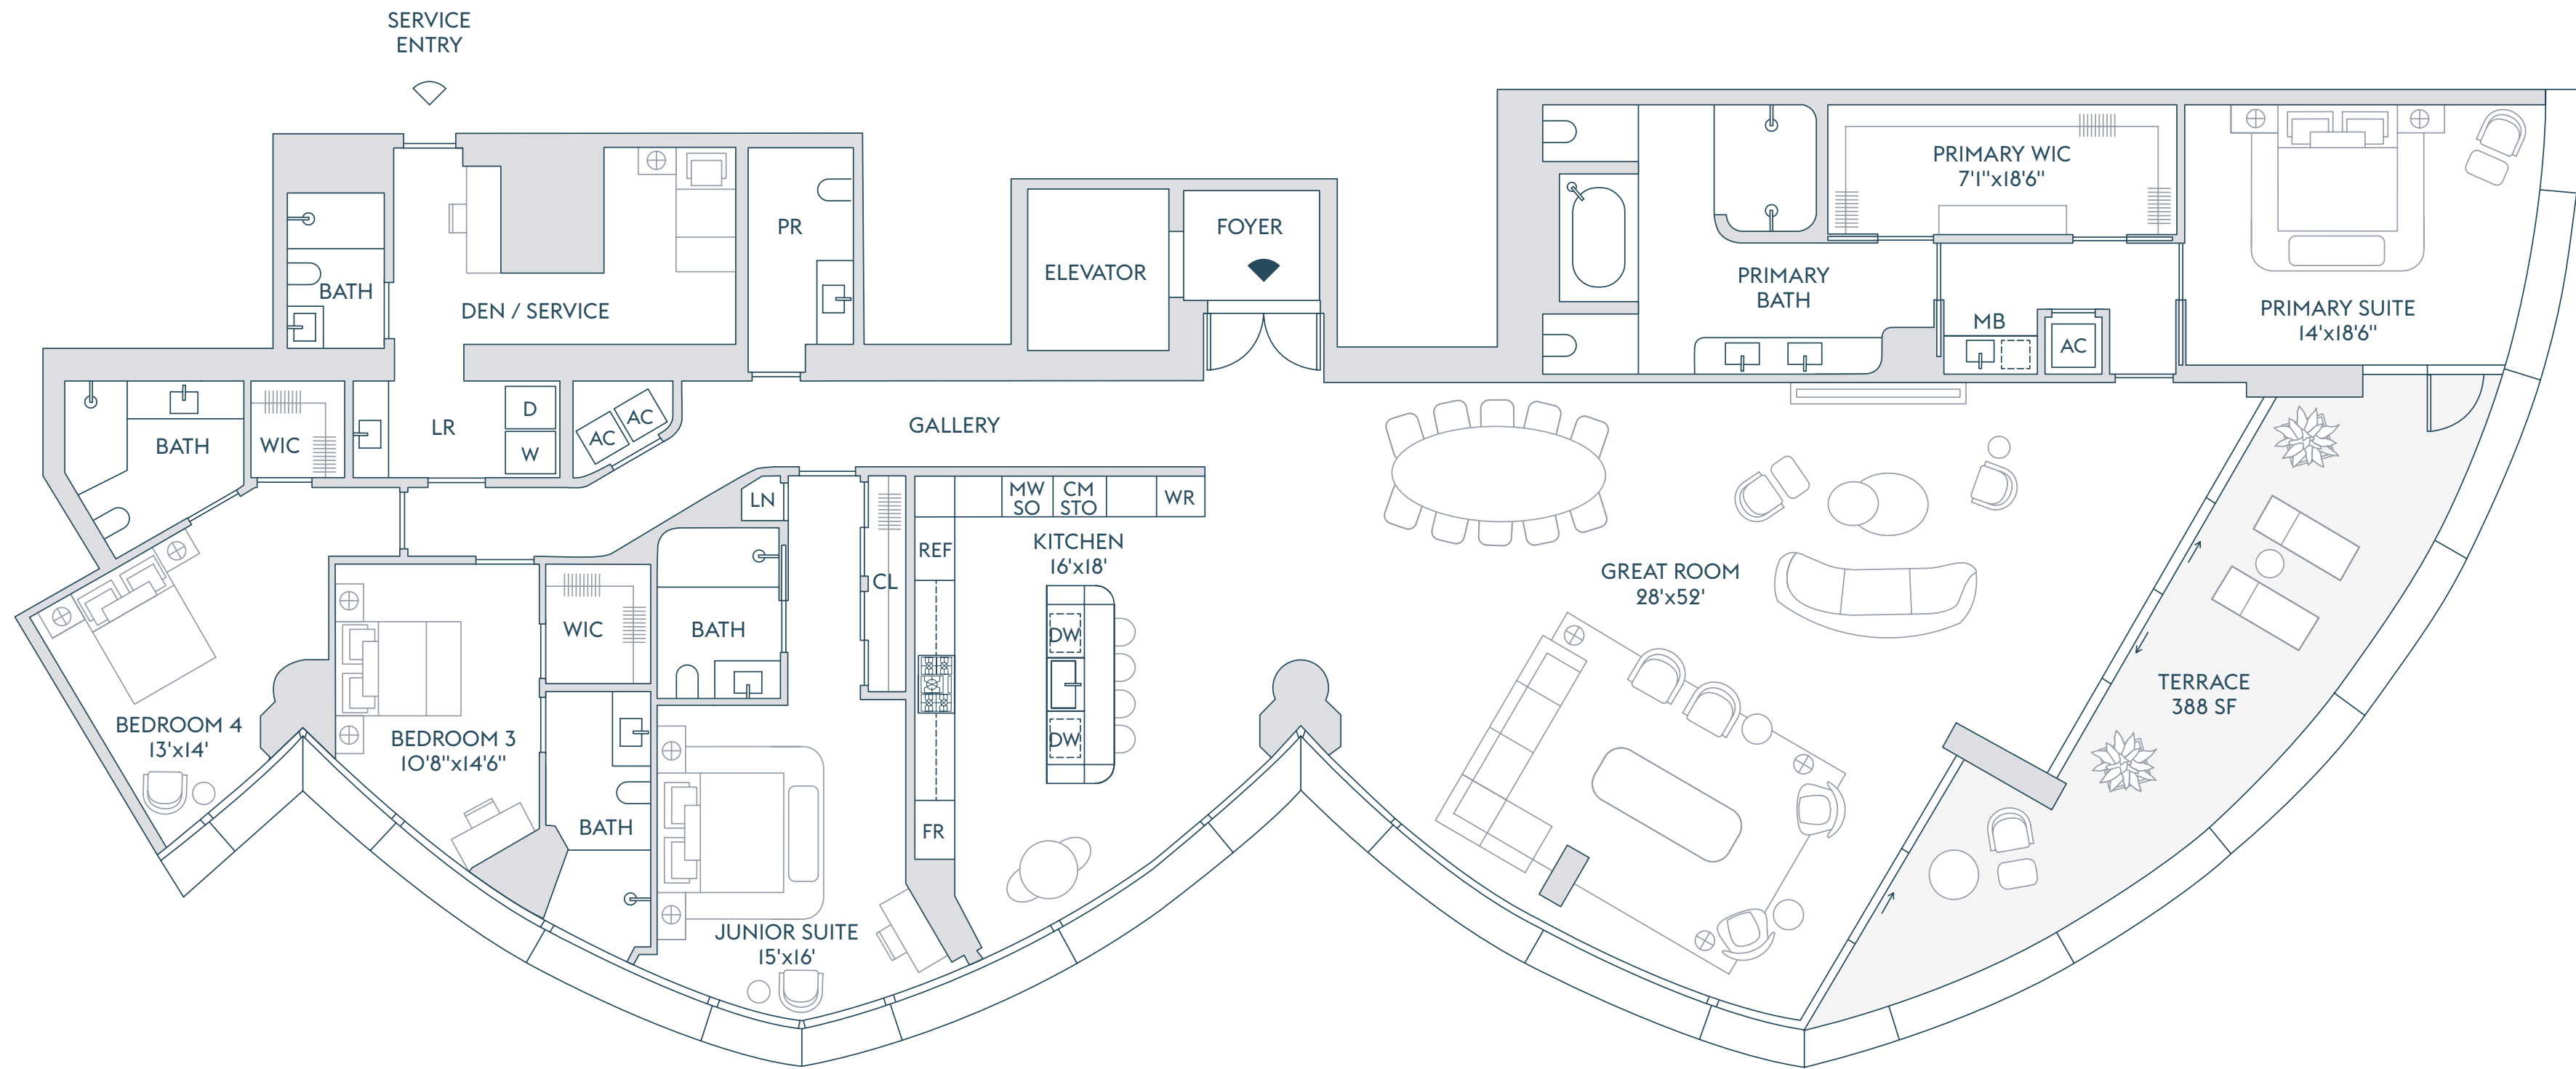 SERVICE
ENTRY
PRIMARY WIC
7'1"x18'6"
PR
FOYER
ELEVATOR
BATH
DEN / SERVICE
PRIMARY
BATH
MB
AC
PRIMARY SUITE
14'x18'6"
BATH
WIC
LR
D
W
AC
AC
GALLERY
LN
MW
SO
CM
STO
WR
REF
KITCHEN
16'x18'
CL
GREAT ROOM
28'x52'
WIC
BATH
DW
DW
TERRACE
388 SF
BEDROOM 4
13'x14'
BEDROOM 3
10'8"x14'6"
BATH
FR
JUNIOR SUITE
15'x16'